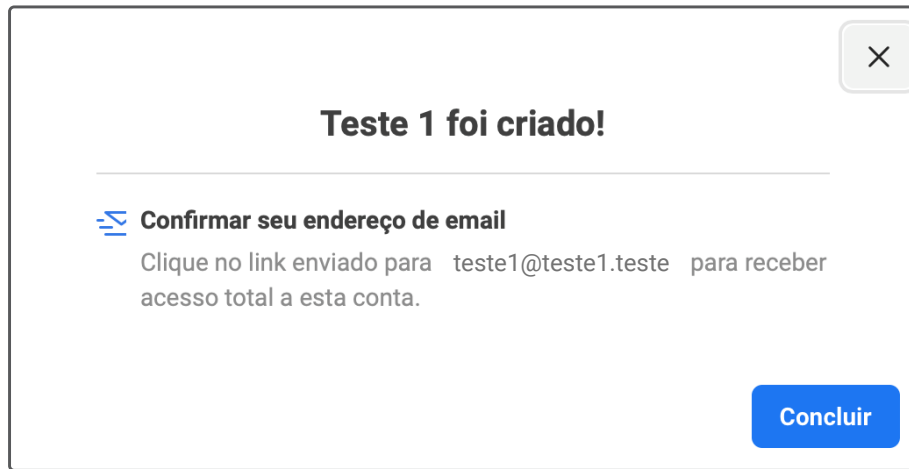 Teste 1 foi criado!
Confirmar seu endereço de email
Clique no link enviado para teste1@teste1.teste para receber
acesso total a esta conta.
Concluir